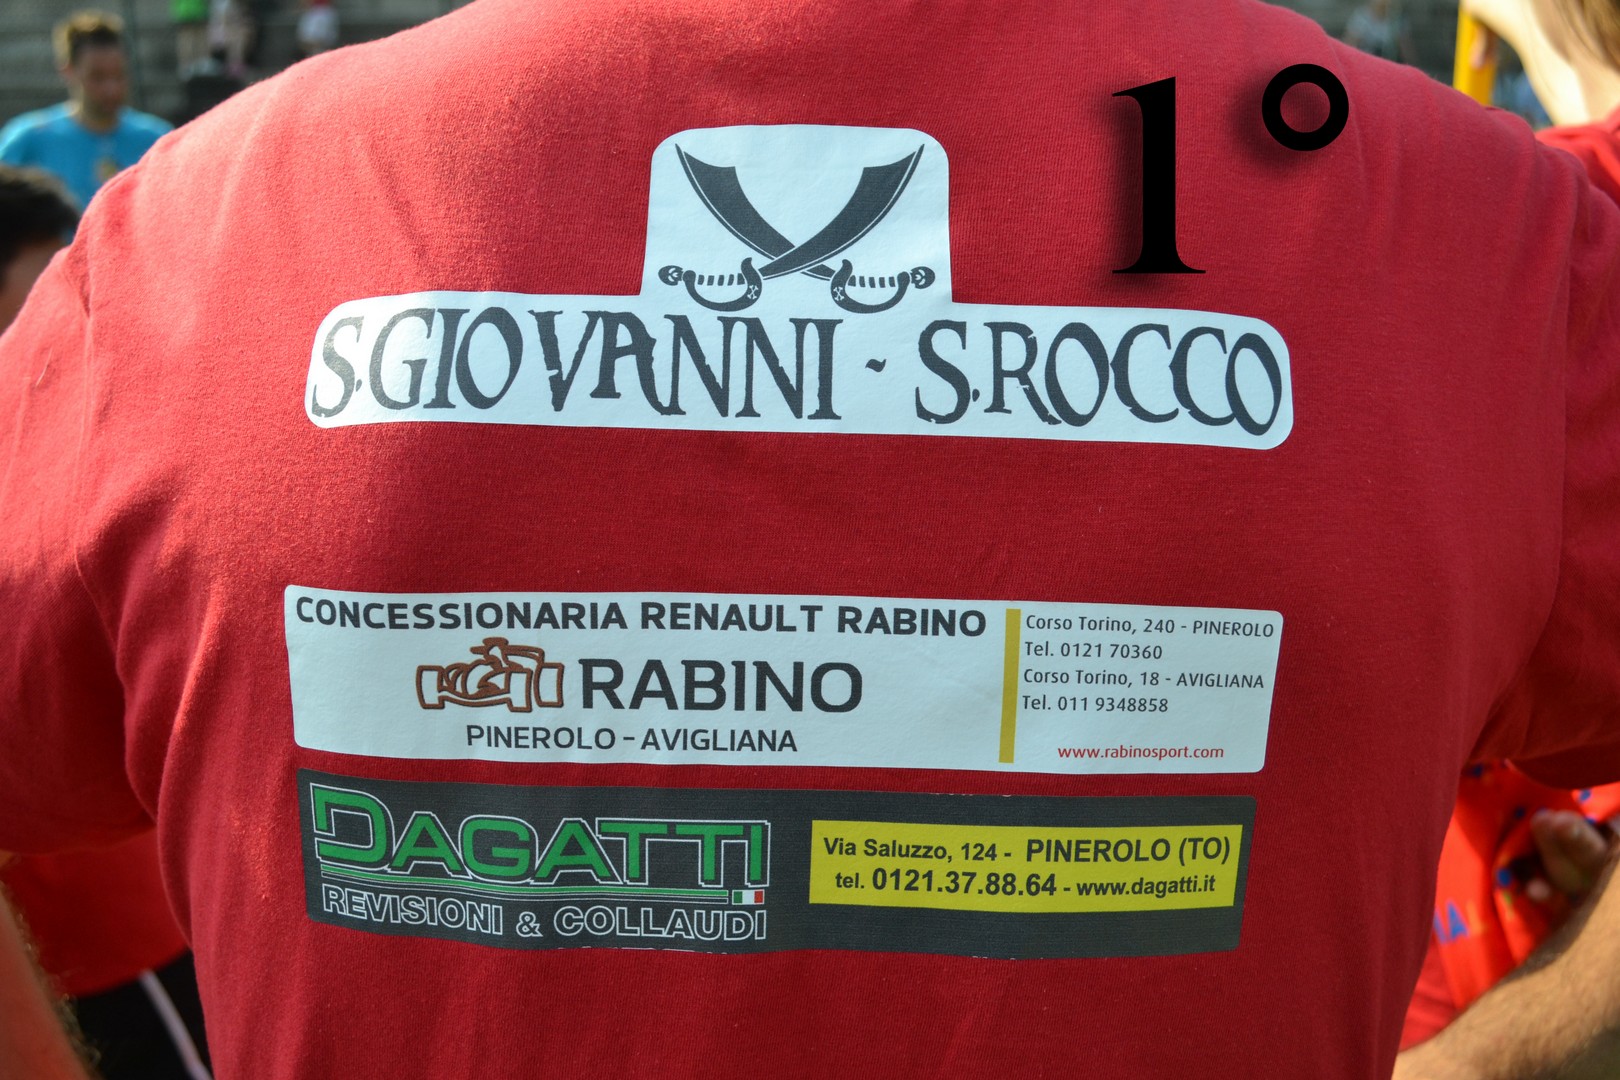 1°
S.GIOVANNI - S.ROCCO
CONCESSIONARIA RENAULT RABINO
RABINO
PINEROLO - AVIGLIANA
Corso Torino, 240 - PINEROLO
Tel. 0121 70360
Corso Torino, 18 - AVIGLIANA
Tel. 011 9348858
www.rabinosport.com
DAGATTI
REVISIONI & COLLAUDI
Via Saluzzo, 124 - PINEROLO (TO)
tel. 0121.37.88.64 - www.dagatti.it